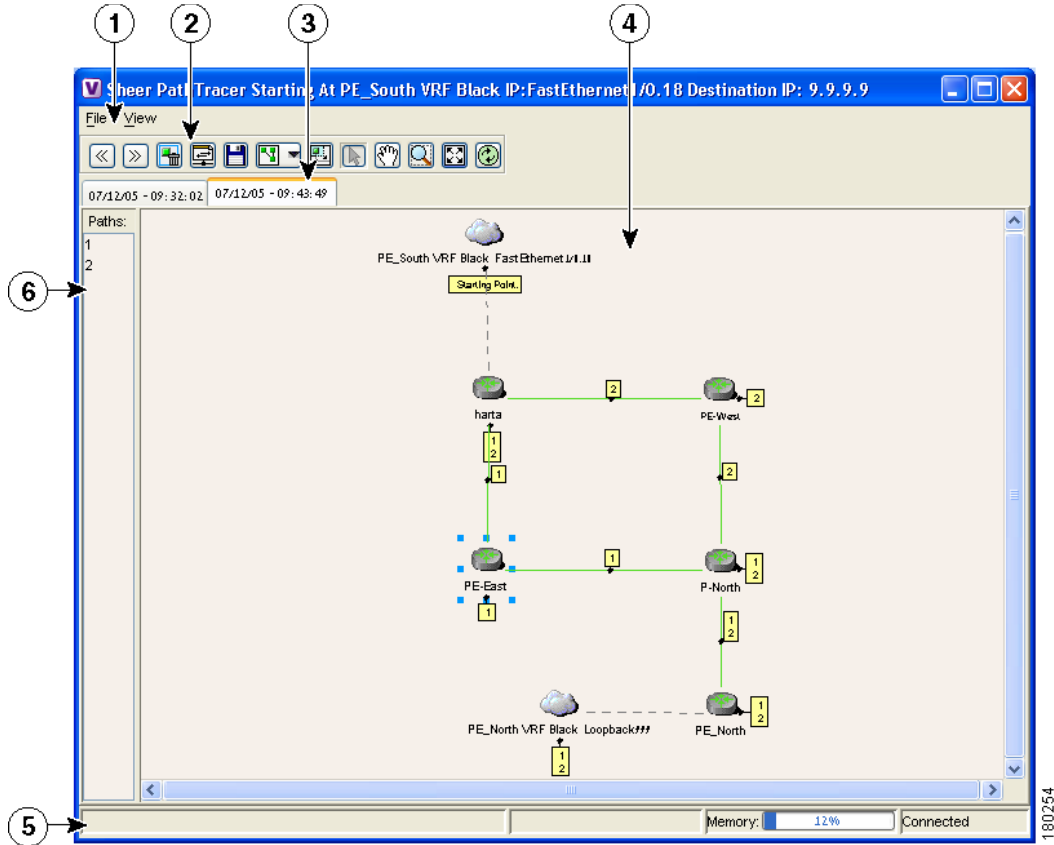 1
2
3
4
Sheer Path Tracer Starting At PE_South VRF Black IP:FastEthernet1/0.18 Destination IP: 9.9.9.9
File View
07/12/05 - 09:32:02
07/12/05 - 09:43:49
Paths:
1
2
PE_South VRF Black FastEthernet1/0.18
Starting Point.
6
2
2
harta
PE-West
1
2
1
2
1
1
2
PE-East
P-North
1
1
2
1
2
PE_North VRF Black Loopback
PE_North
1
2
5
Memory: 12%
Connected
180254